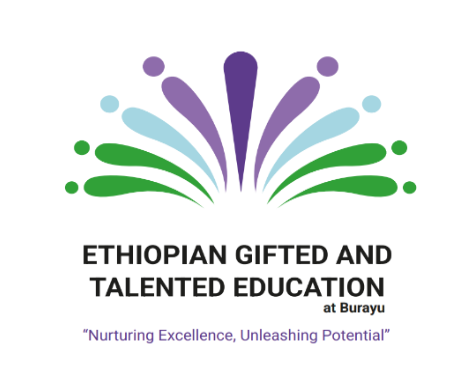 ETHIOPIAN GIFTED AND
TALENTED EDUCATION
at Burayu
“Nurturing Excellence, Unleashing Potential”